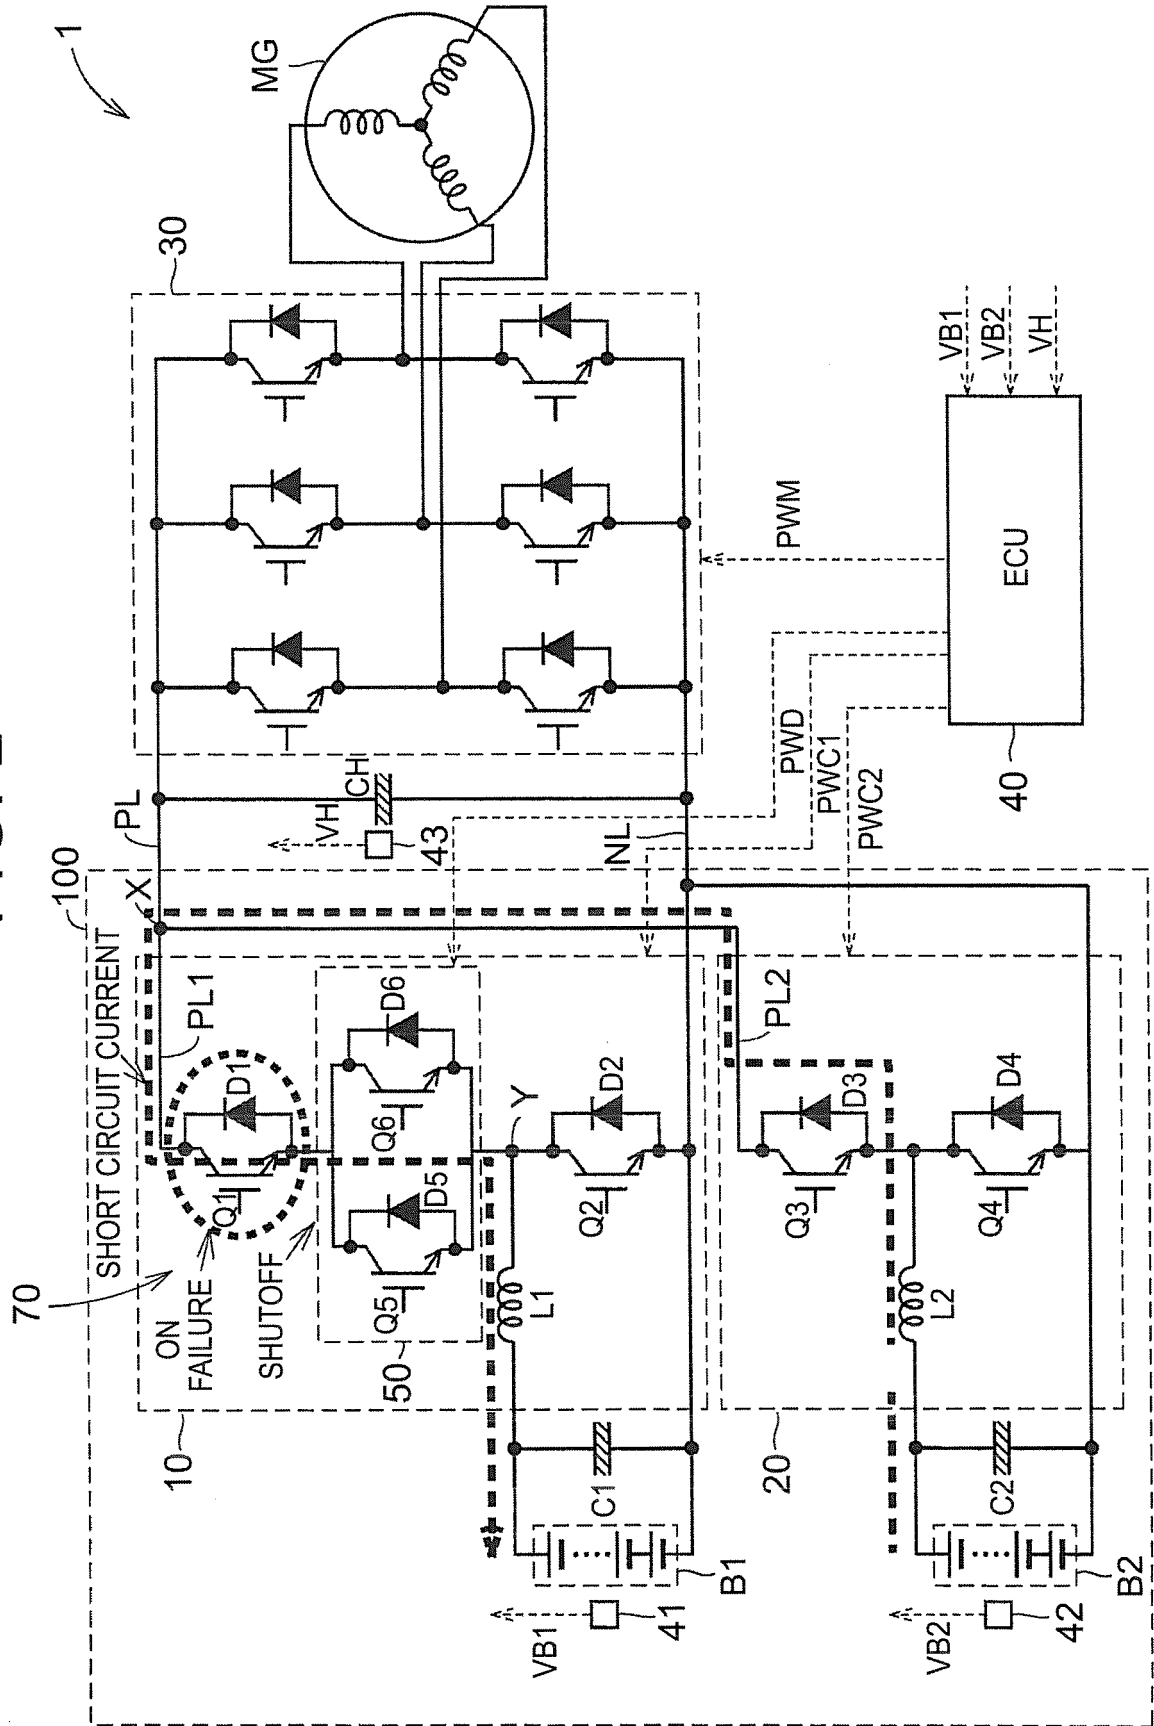 1
MG
30
PL
VH
CH
43
NL
100
X
SHORT CIRCUIT CURRENT
PL1
70
ON
FAILURE
SHUTOFF
Q1
D1
Q6
D6
Q5
D5
50
10
Y
L1
Q2
D2
C1
B1
VB1
41
PL2
Q3
D3
Q4
D4
L2
20
C2
B2
VB2
42
PWM
PWD
PWC1
PWC2
VB1
VB2
VH
ECU
40